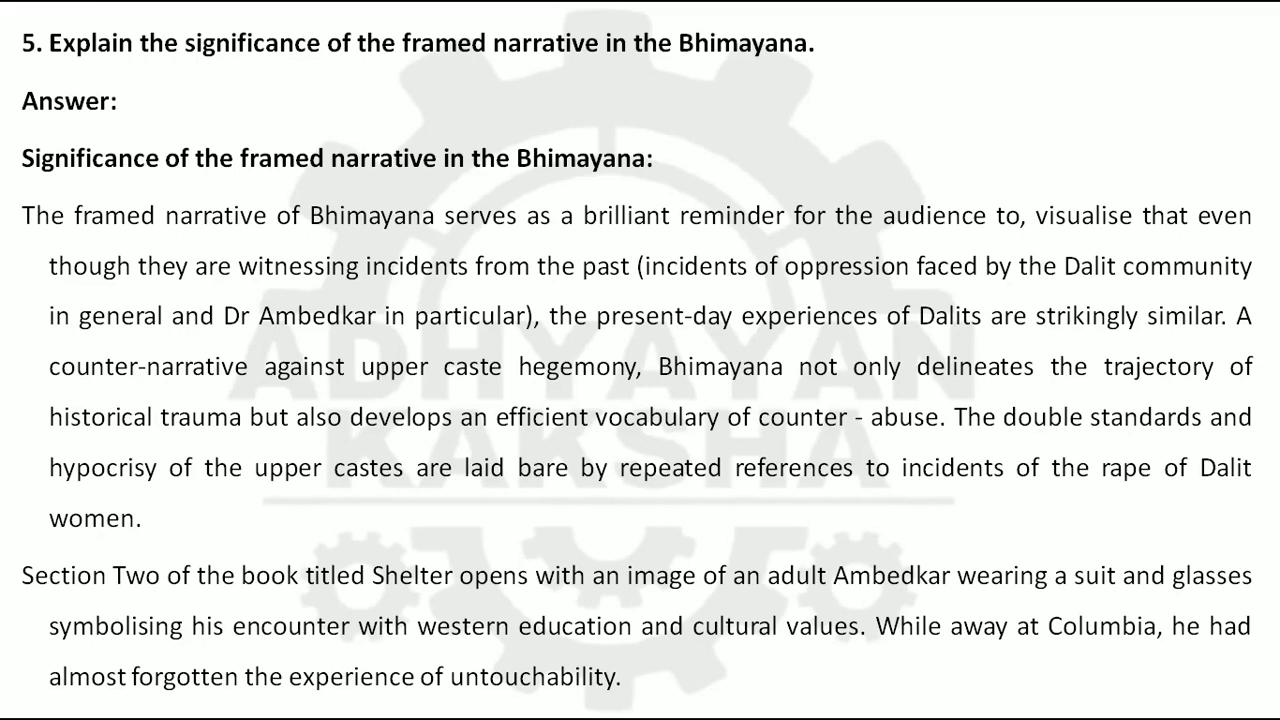 5. Explain the significance of the framed narrative in the Bhimayana.
Answer:
Significance of the framed narrative in the Bhimayana:
The framed narrative of Bhimayana serves as a brilliant reminder for the audience to, visualise that even
though they are witnessing incidents from the past (incidents of oppression faced by the Dalit community
in general and Dr Ambedkar in particular), the present-day experiences of Dalits are strikingly similar. A
counter-narrative against upper caste hegemony, Bhimayana not only delineates the trajectory of
historical trauma but also develops an efficient vocabulary of counter - abuse. The double standards and
hypocrisy of the upper castes are laid bare by repeated references to incidents of the rape of Dalit
women.
Section Two of the book titled Shelter opens with an image of an adult Ambedkar wearing a suit and glasses
symbolising his encounter with western education and cultural values. While away at Columbia, he had
almost forgotten the experience of untouchability.
ADHYAYAN
KAKSHA